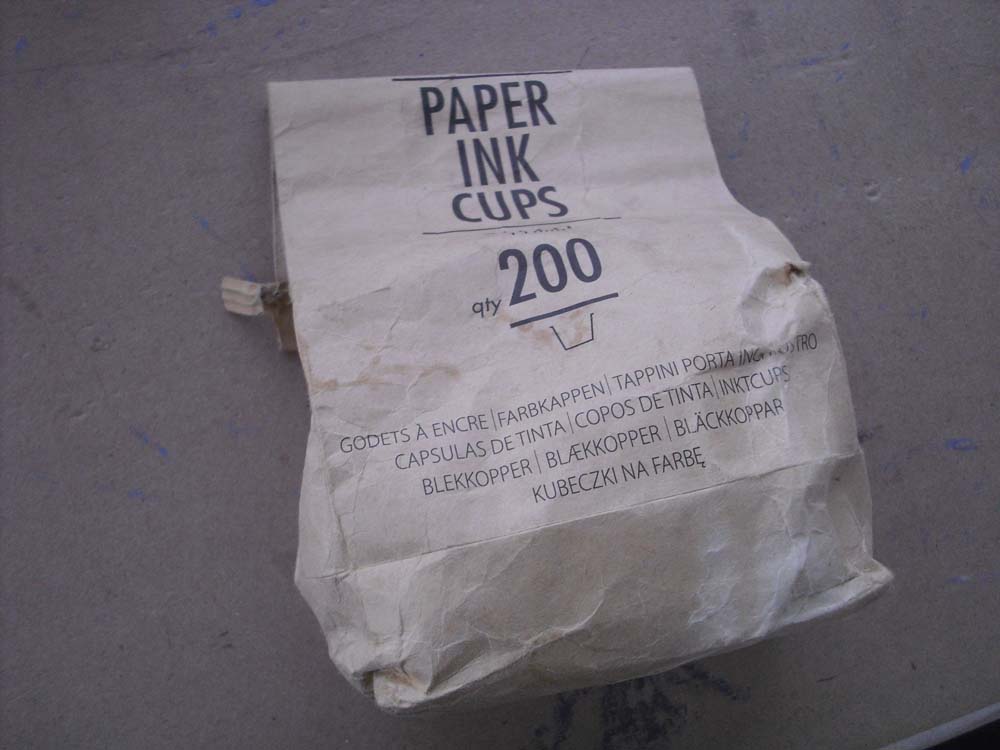 PAPER
INK
CUPS
200
qty
GODETS À ENCRE | FARBKAPPEN | TAPPINI PORTA
CAPSULAS DE TINTA | COPOS DE TINTA | INKTCUPS
BLEKKOPPER | BLÆKKOPPER | BLÄCKKOPPAR
KUBECZKI NA FARBĘ